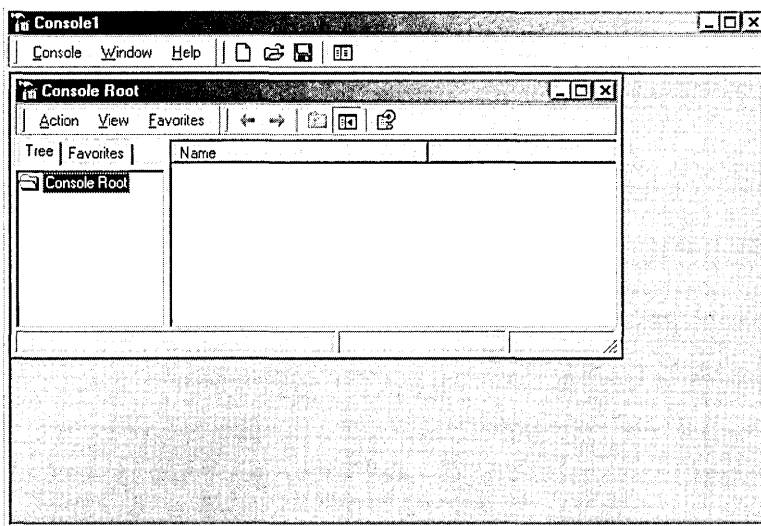 Console1
Console Window Help
Console Root
Action View Favorites
Tree Favorites Name
Console Root